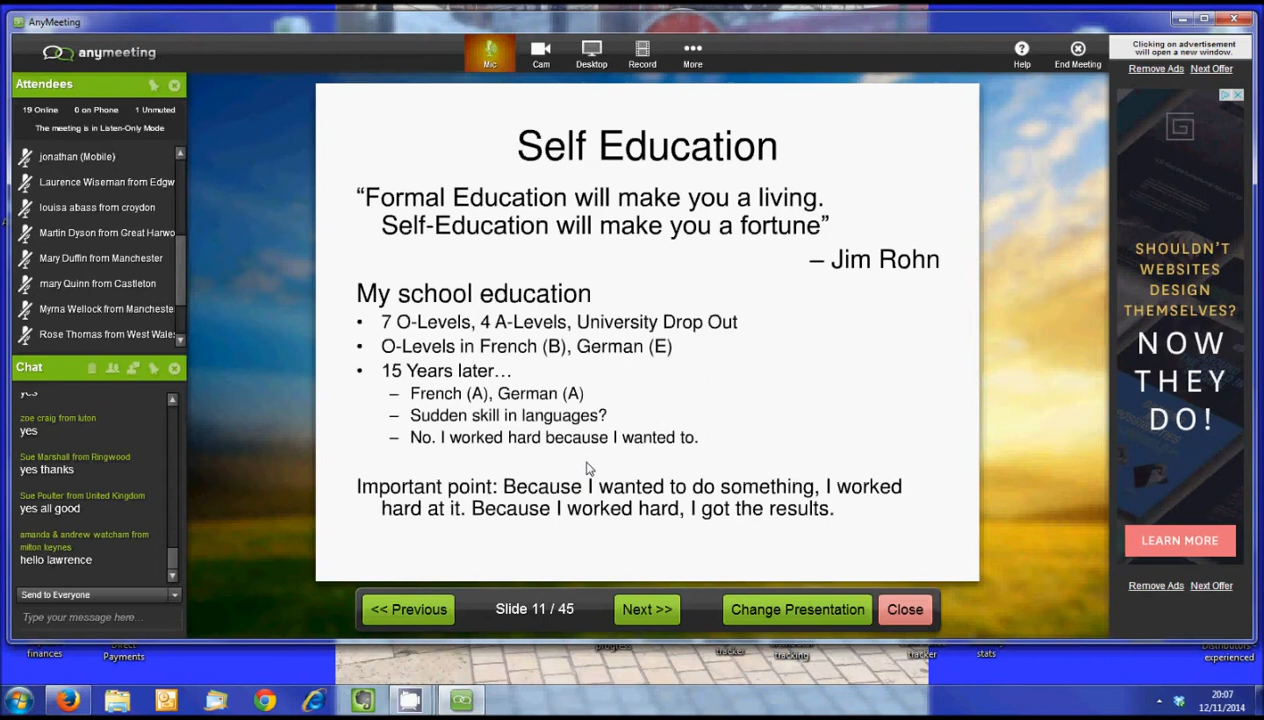 AnyMeeting
anymeeting
Mic
Cam
Desktop
Record
More
Help
End Meeting
Clicking on advertisement
will open a new window.
Remove Ads Next Offer
Attendees
19 Online 0 on Phone 1 Unmuted
The meeting is in Listen-Only Mode
jonathan (Mobile)
Laurence Wiseman from Edgw
louisa abass from croydon
Martin Dyson from Great Harwo
Mary Duffin from Manchester
mary Quinn from Castleton
Myrna Wellock from Mancheste
Rose Thomas from West Wale
Chat
yes
zoe craig from luton
yes
Sue Marshall from Ringwood
yes thanks
Sue Poulter from United Kingdom
yes all good
amanda & andrew watcham from
milton keynes
hello lawrence
Send to Everyone
Type your message here...
Self Education
“Formal Education will make you a living.
Self-Education will make you a fortune”
– Jim Rohn
My school education
• 7 O-Levels, 4 A-Levels, University Drop Out
• O-Levels in French (B), German (E)
• 15 Years later…
– French (A), German (A)
– Sudden skill in languages?
– No. I worked hard because I wanted to.
Important point: Because I wanted to do something, I worked
hard at it. Because I worked hard, I got the results.
<< Previous
Slide 11 / 45
Next >>
Change Presentation
Close
SHOULDN'T
WEBSITES
DESIGN
THEMSELVES?
NOW
THEY
DO!
LEARN MORE
Remove Ads Next Offer
finances
Direct
Payments
progress
tracker
tracking
tracker
stats
Distributors -
experienced
20:07
12/11/2014